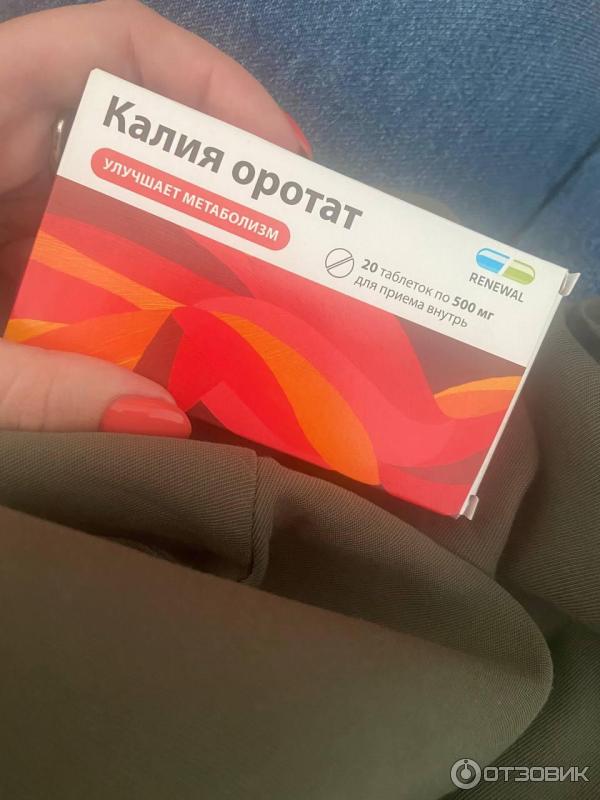 Калия оротат
УЛУЧШАЕТ МЕТАБОЛИЗМ
RENEWAL
20 таблеток по 500 мг
для приема внутрь
ОТЗОВИК